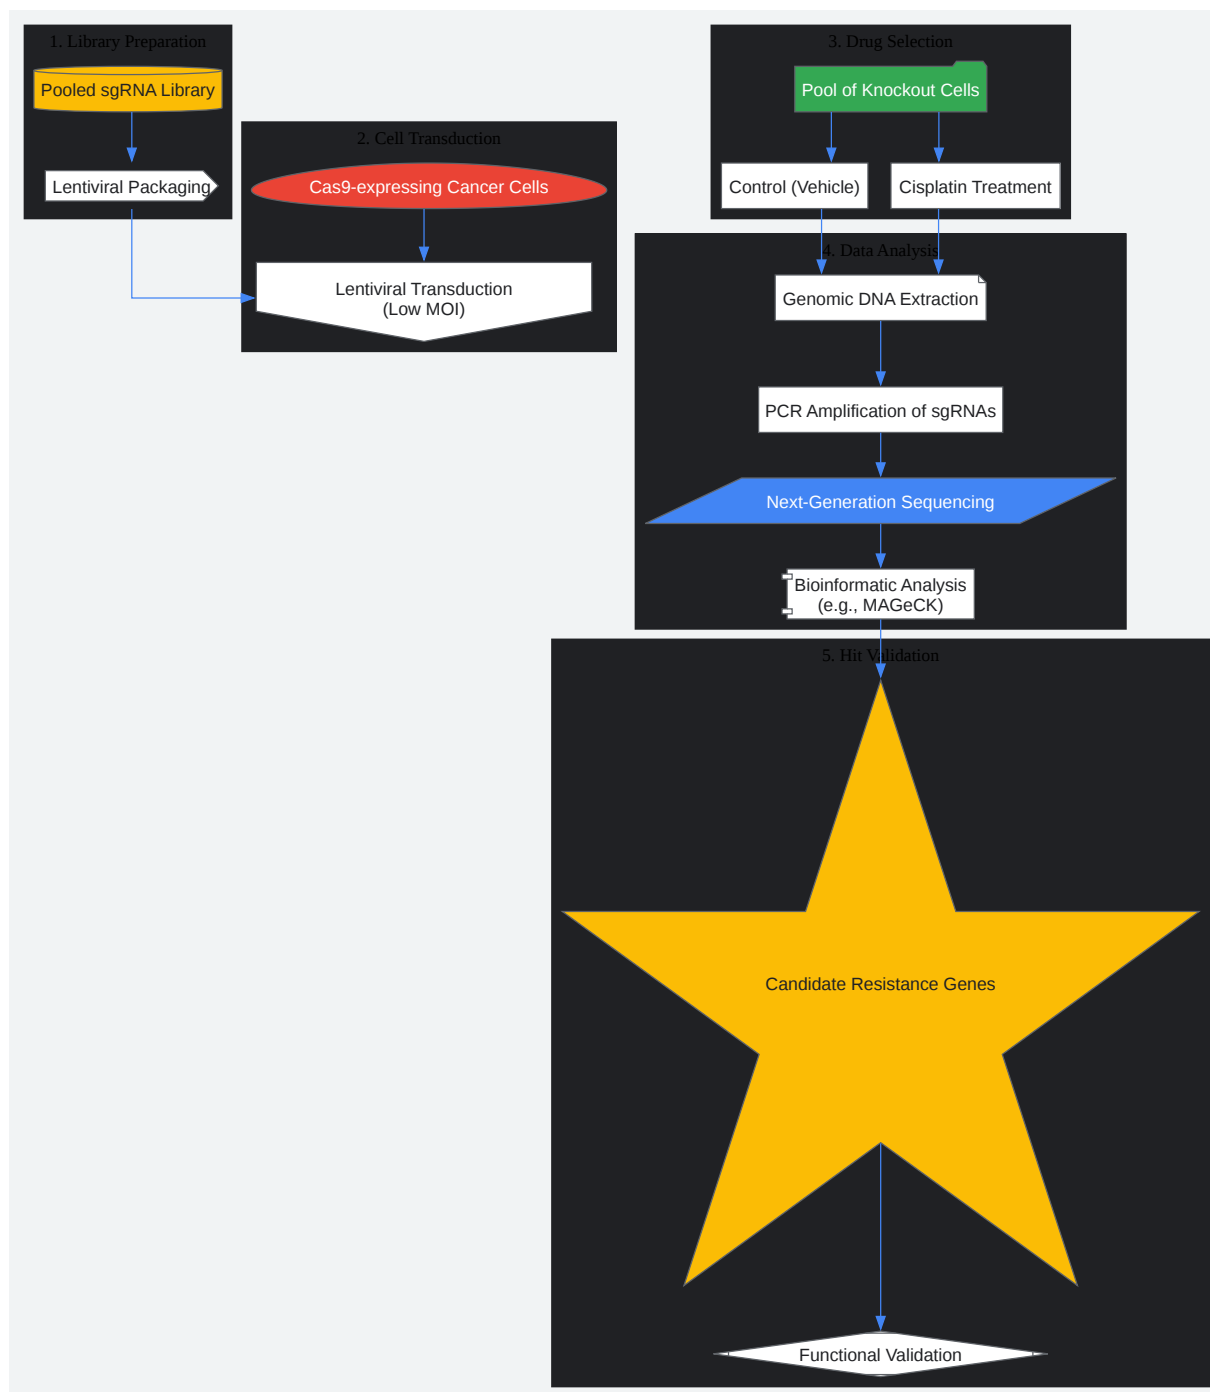 1. Library Preparation
Pooled sgRNA Library
Lentiviral Packaging
2. Cell Transduction
Cas9-expressing Cancer Cells
Lentiviral Transduction
(Low MOI)
3. Drug Selection
Pool of Knockout Cells
Control (Vehicle)
Cisplatin Treatment
4. Data Analysis
Genomic DNA Extraction
PCR Amplification of sgRNAs
Next-Generation Sequencing
Bioinformatic Analysis
(e.g., MAGeCK)
5. Hit Validation
Candidate Resistance Genes
Functional Validation